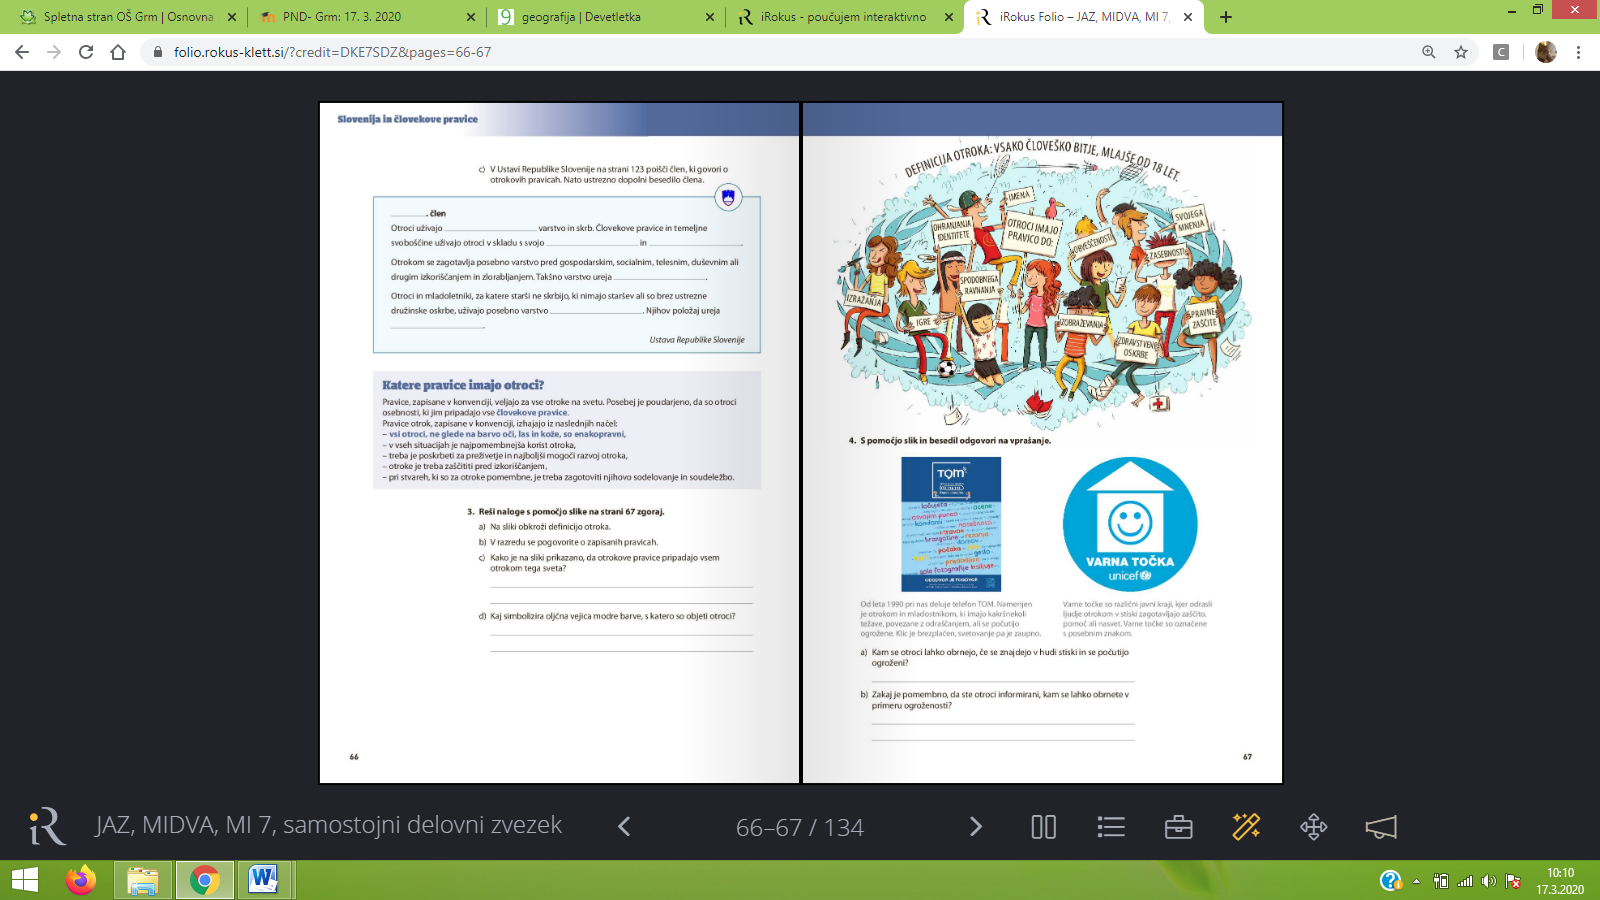 Spletna stran OŠ Grm | Osnovna
PND- Grm: 17. 3. 2020
geografija | Devetletka
iRokus - poučujem interaktivno
iRokus Folio – JAZ, MIDVA, MI 7,
folio.rokus-klett.si/?credit=DKE7SDZ&pages=66-67
Slovenija in človekove pravice
c) V Ustavi Republike Slovenije na strani 123 poišči člen, ki govori o
otrokovih pravicah. Nato ustrezno dopolni besedilo člena.
. člen
Otroci uživajo varstvo in skrb. Človekove pravice in temeljne
svoboščine uživajo otroci v skladu s svojo in .
Otrokom se zagotavlja posebno varstvo pred gospodarskim, socialnim, telesnim, duševnim ali
drugim izkoriščanjem in zlorabljanjem. Takšno varstvo ureja .
Otroci in mladoletniki, za katere starši ne skrbijo, ki nimajo staršev ali so brez ustrezne
družinske oskrbe, uživajo posebno varstvo . Njihov položaj ureja
.
Ustava Republike Slovenije
Katere pravice imajo otroci?
Pravice, zapisane v konvenciji, veljajo za vse otroke na svetu. Posebej je poudarjeno, da so otroci
osebnosti, ki jim pripadajo vse človekove pravice.
Pravice otrok, zapisane v konvenciji, izhajajo iz naslednjih načel:
– vsi otroci, ne glede na barvo oči, las in kože, so enakopravni,
– v vseh situacijah je najpomembnejša korist otroka,
– treba je poskrbeti za preživetje in najboljši mogoči razvoj otroka,
– otroke je treba zaščititi pred izkoriščanjem,
– pri stvareh, ki so za otroke pomembne, je treba zagotoviti njihovo sodelovanje in soudeležbo.
3. Reši naloge s pomočjo slike na strani 67 zgoraj.
a) Na sliki obkroži definicijo otroka.
b) V razredu se pogovorite o zapisanih pravicah.
c) Kako je na sliki prikazano, da otrokove pravice pripadajo vsem
otrokom tega sveta?
d) Kaj simbolizira oljčna vejica modre barve, s katero so objeti otroci?
66
DEFINICIJA OTROKA: VSAKO ČLOVEŠKO BITJE, MLAJŠE OD 18 LET.
IMENA
OHRANJANJA
IDENTITETE
OTROCI IMAJO
PRAVICO DO:
OBVEŠČENOSTI
SVOJEGA
MNENJA
ZASEBNOSTI
IZRAŽANJA
SPODOBNEGA
RAVNANJA
IGRE
IZOBRAŽEVANJA
ZDRAVSTVENE
OSKRBE
PRAVNE
ZAŠČITE
4. S pomočjo slik in besedil odgovori na vprašanje.
TOM
VARNA TOČKA
unicef
Od leta 1990 pri nas deluje telefon TOM. Namenjen
je otrokom in mladostnikom, ki imajo kakršnekoli
težave, povezane z odraščanjem, ali se počutijo
ogrožene. Klic je brezplačen, svetovanje pa je zaupno.
Varne točke so različni javni kraji, kjer odrasli
ljudje otrokom v stiski zagotavljajo zaščito,
pomoč ali nasvet. Varne točke so označene
s posebnim znakom.
a) Kam se otroci lahko obrnejo, če se znajdejo v hudi stiski in se počutijo
ogroženi?
b) Zakaj je pomembno, da ste otroci informirani, kam se lahko obrnete v
primeru ogroženosti?
67
iR
JAZ, MIDVA, MI 7, samostojni delovni zvezek
66–67 / 134
10:10
17.3.2020